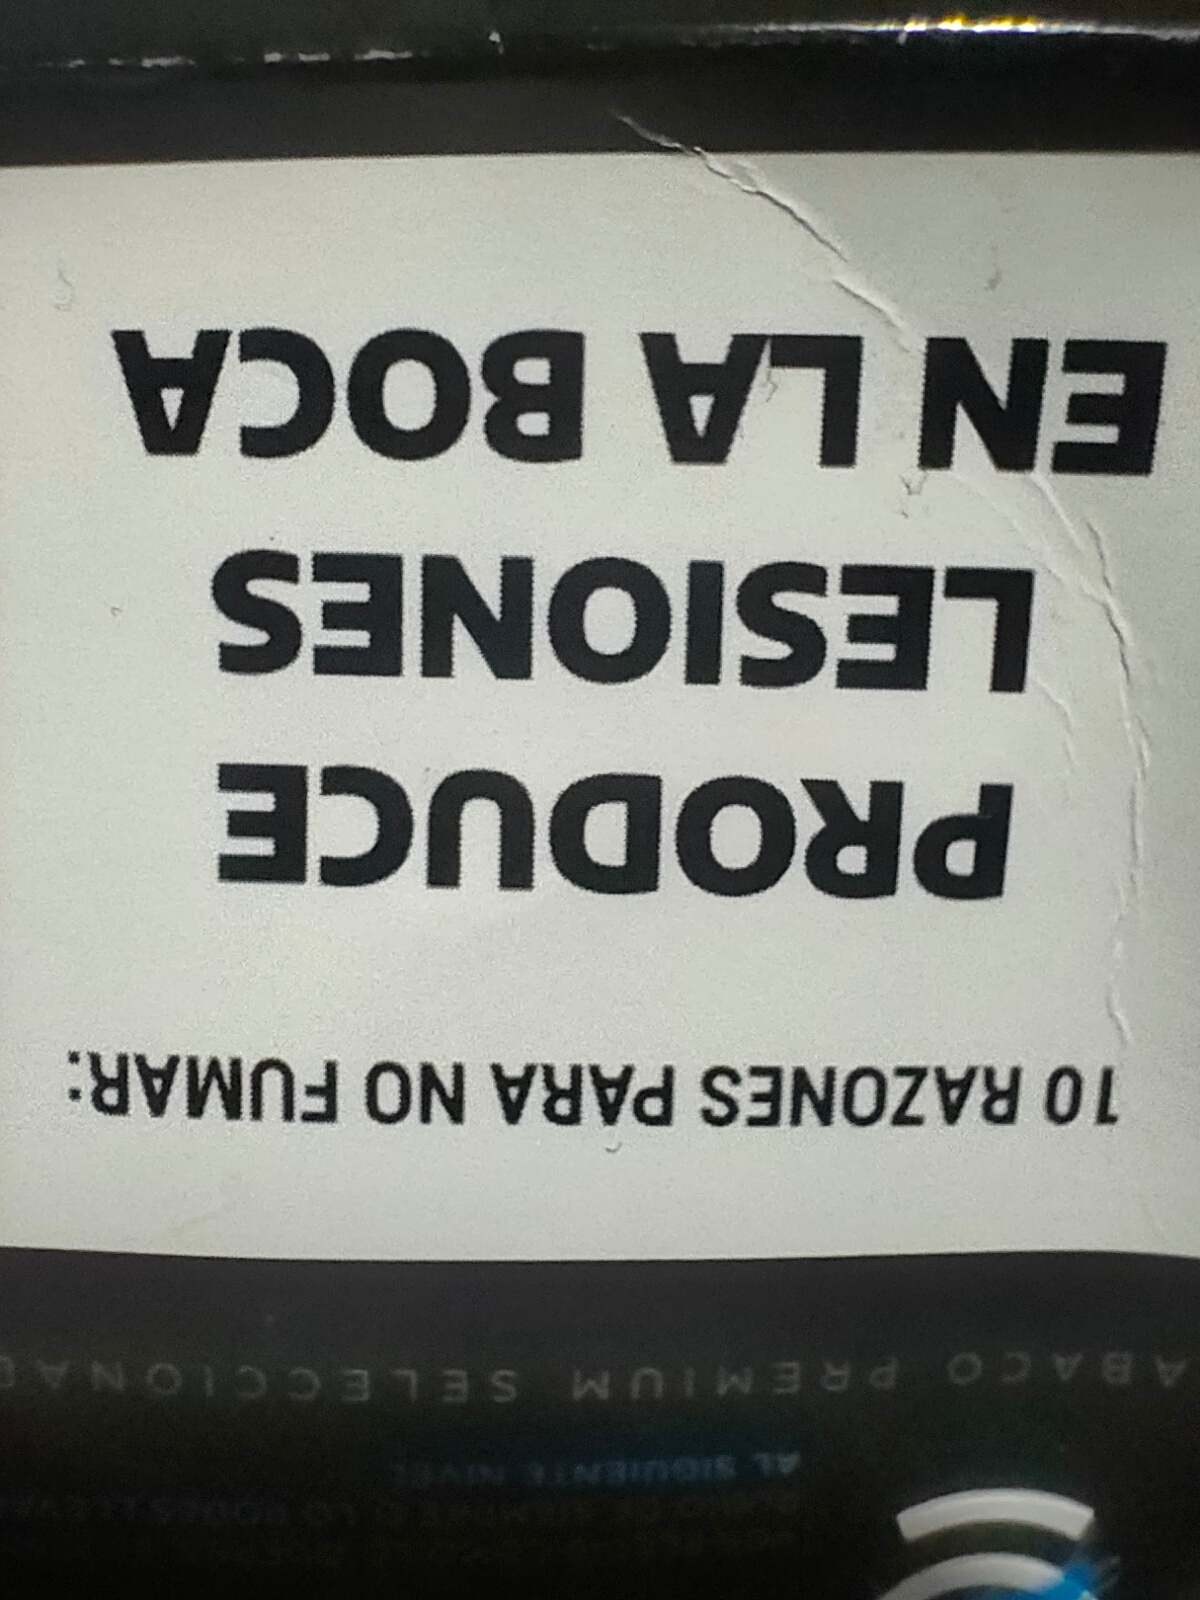 10 RAZONES PARA NO FUMAR:
PRODUCE
LESIONES
EN LA BOCA
ABACO PREMIUM SELECCIONAD
AL SIGUIENTE NIVEL